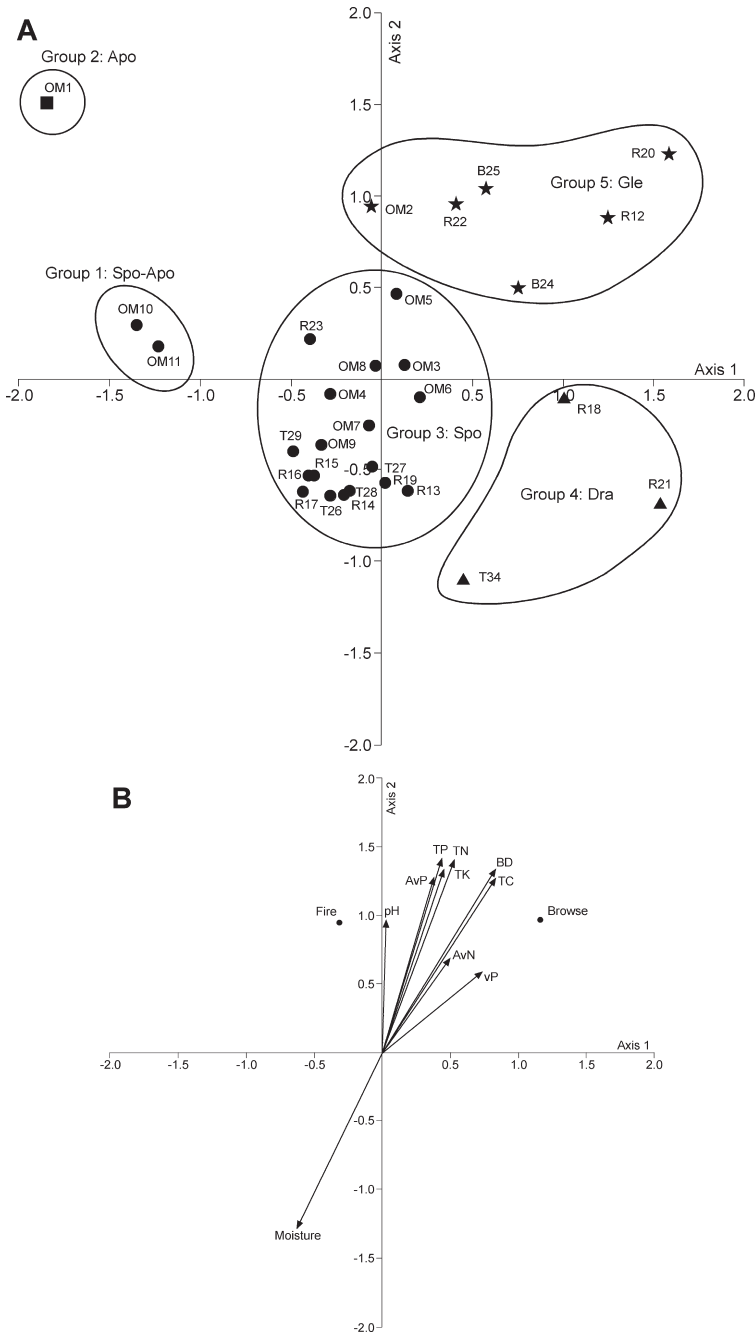 A
2.0
Axis 2
Group 2: Apo
OM1
1.5
R20
B25
Group 5: Gle
1.0
OM2
R22
R12
B24
Group 1: Spo-Apo
0.5
OM10
OM5
R23
OM11
OM8
OM3
Axis 1
-2.0
-1.5
-1.0
-0.5
0.5
1.0
1.5
2.0
OM4
OM6
R18
OM7
Group 3: Spo
T29
OM9
-0.5
T27
R16
R15
R19
R21
R17
T26
T28
R14
R13
Group 4: Dra
-1.0
T34
-1.5
-2.0
B
2.0
Axis 2
1.5
TP
TN
BD
AvP
TK
TC
Fire
1.0
pH
Browse
AvN
0.5
vP
Axis 1
-2.0
-1.5
-1.0
-0.5
0.5
1.0
1.5
2.0
-0.5
-1.0
Moisture
-1.5
-2.0